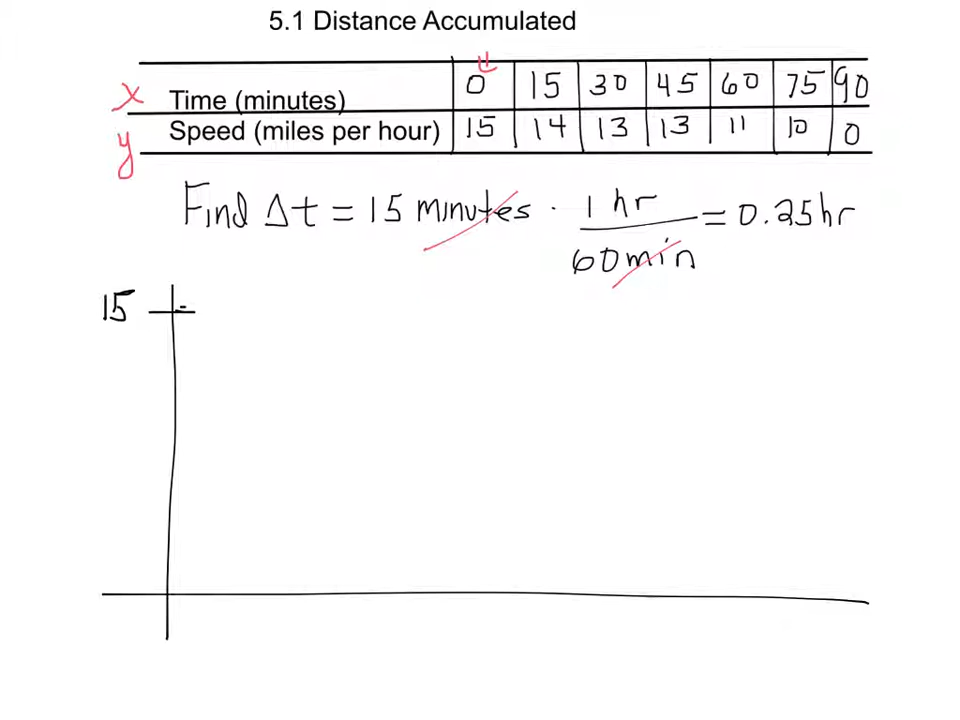 5.1 Distance Accumulated
x Time (minutes) 0 15 30 45 60 75 90
y Speed (miles per hour) 15 14 13 13 11 10 0
Find Δt = 15 minutes · 1 hr / 60 min = 0.25 hr
15